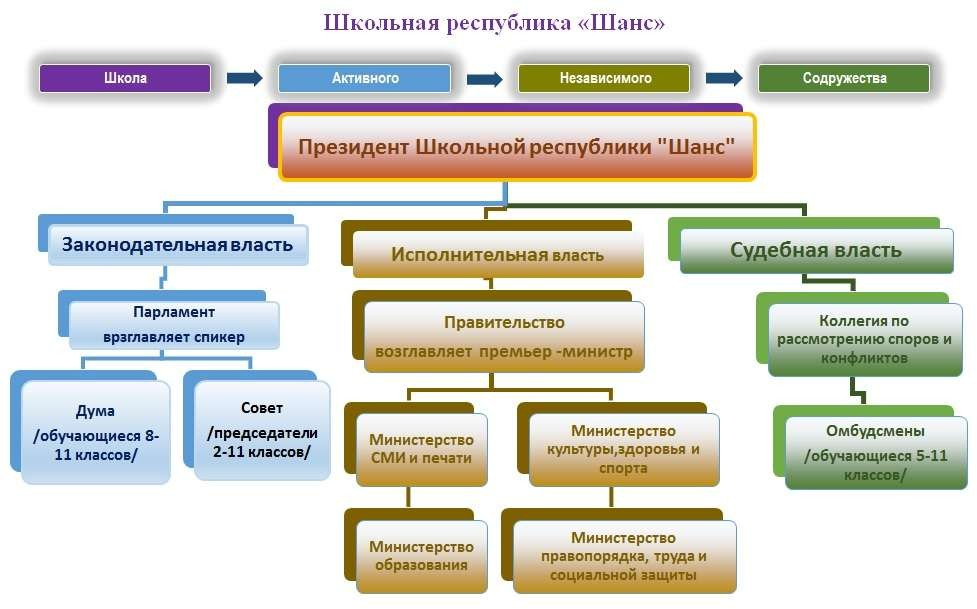 Школьная республика «Шанс»
Школа
Активного
Независимого
Содружества
Президент Школьной республики "Шанс"
Законодательная власть
Исполнительная власть
Судебная власть
Парламент
врзглавляет спикер
Правительство
возглавляет премьер -министр
Коллегия по
рассмотрению споров и
конфликтов
Дума
/обучающиеся 8-
11 классов/
Совет
/председатели
2-11 классов/
Министерство
СМИ и печати
Министерство
культуры,здоровья и
спорта
Омбудсмены
/обучающиеся 5-11
классов/
Министерство
образования
Министерство
правопорядка, труда и
социальной защиты